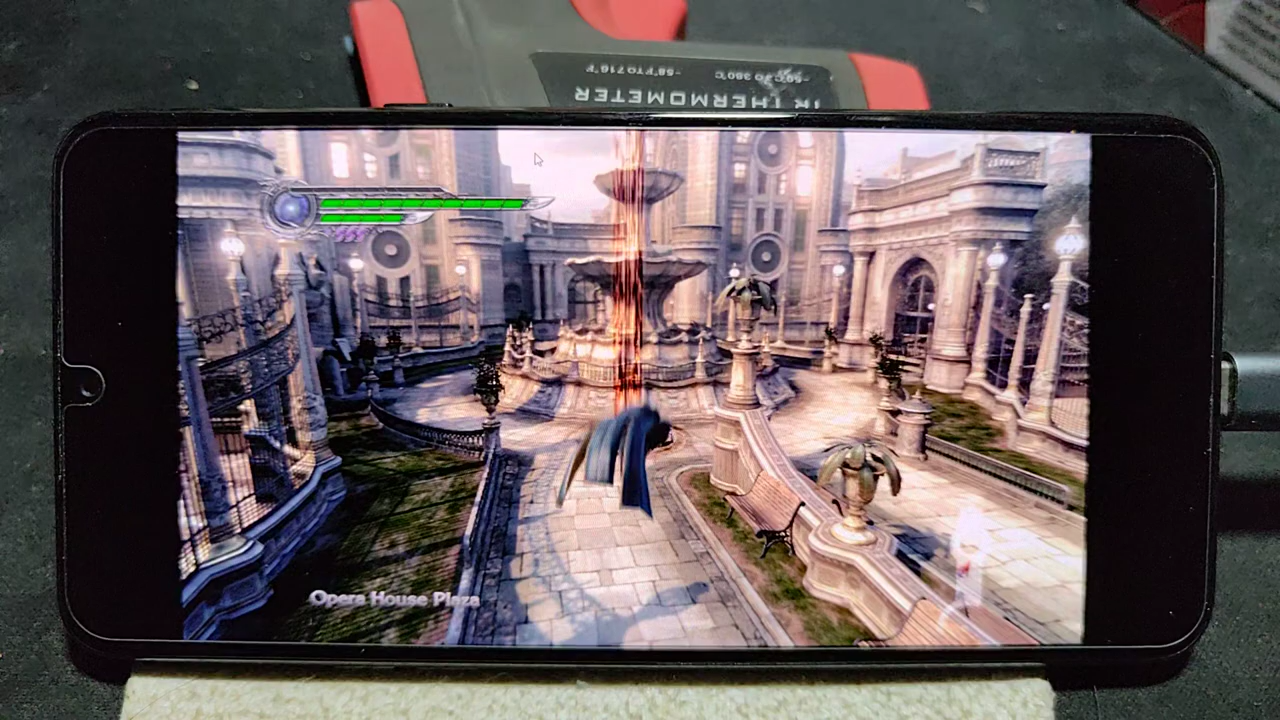 -50°C TO 380°C
-58°F TO 716°F
IR THERMOMETER
Opera House Plaza